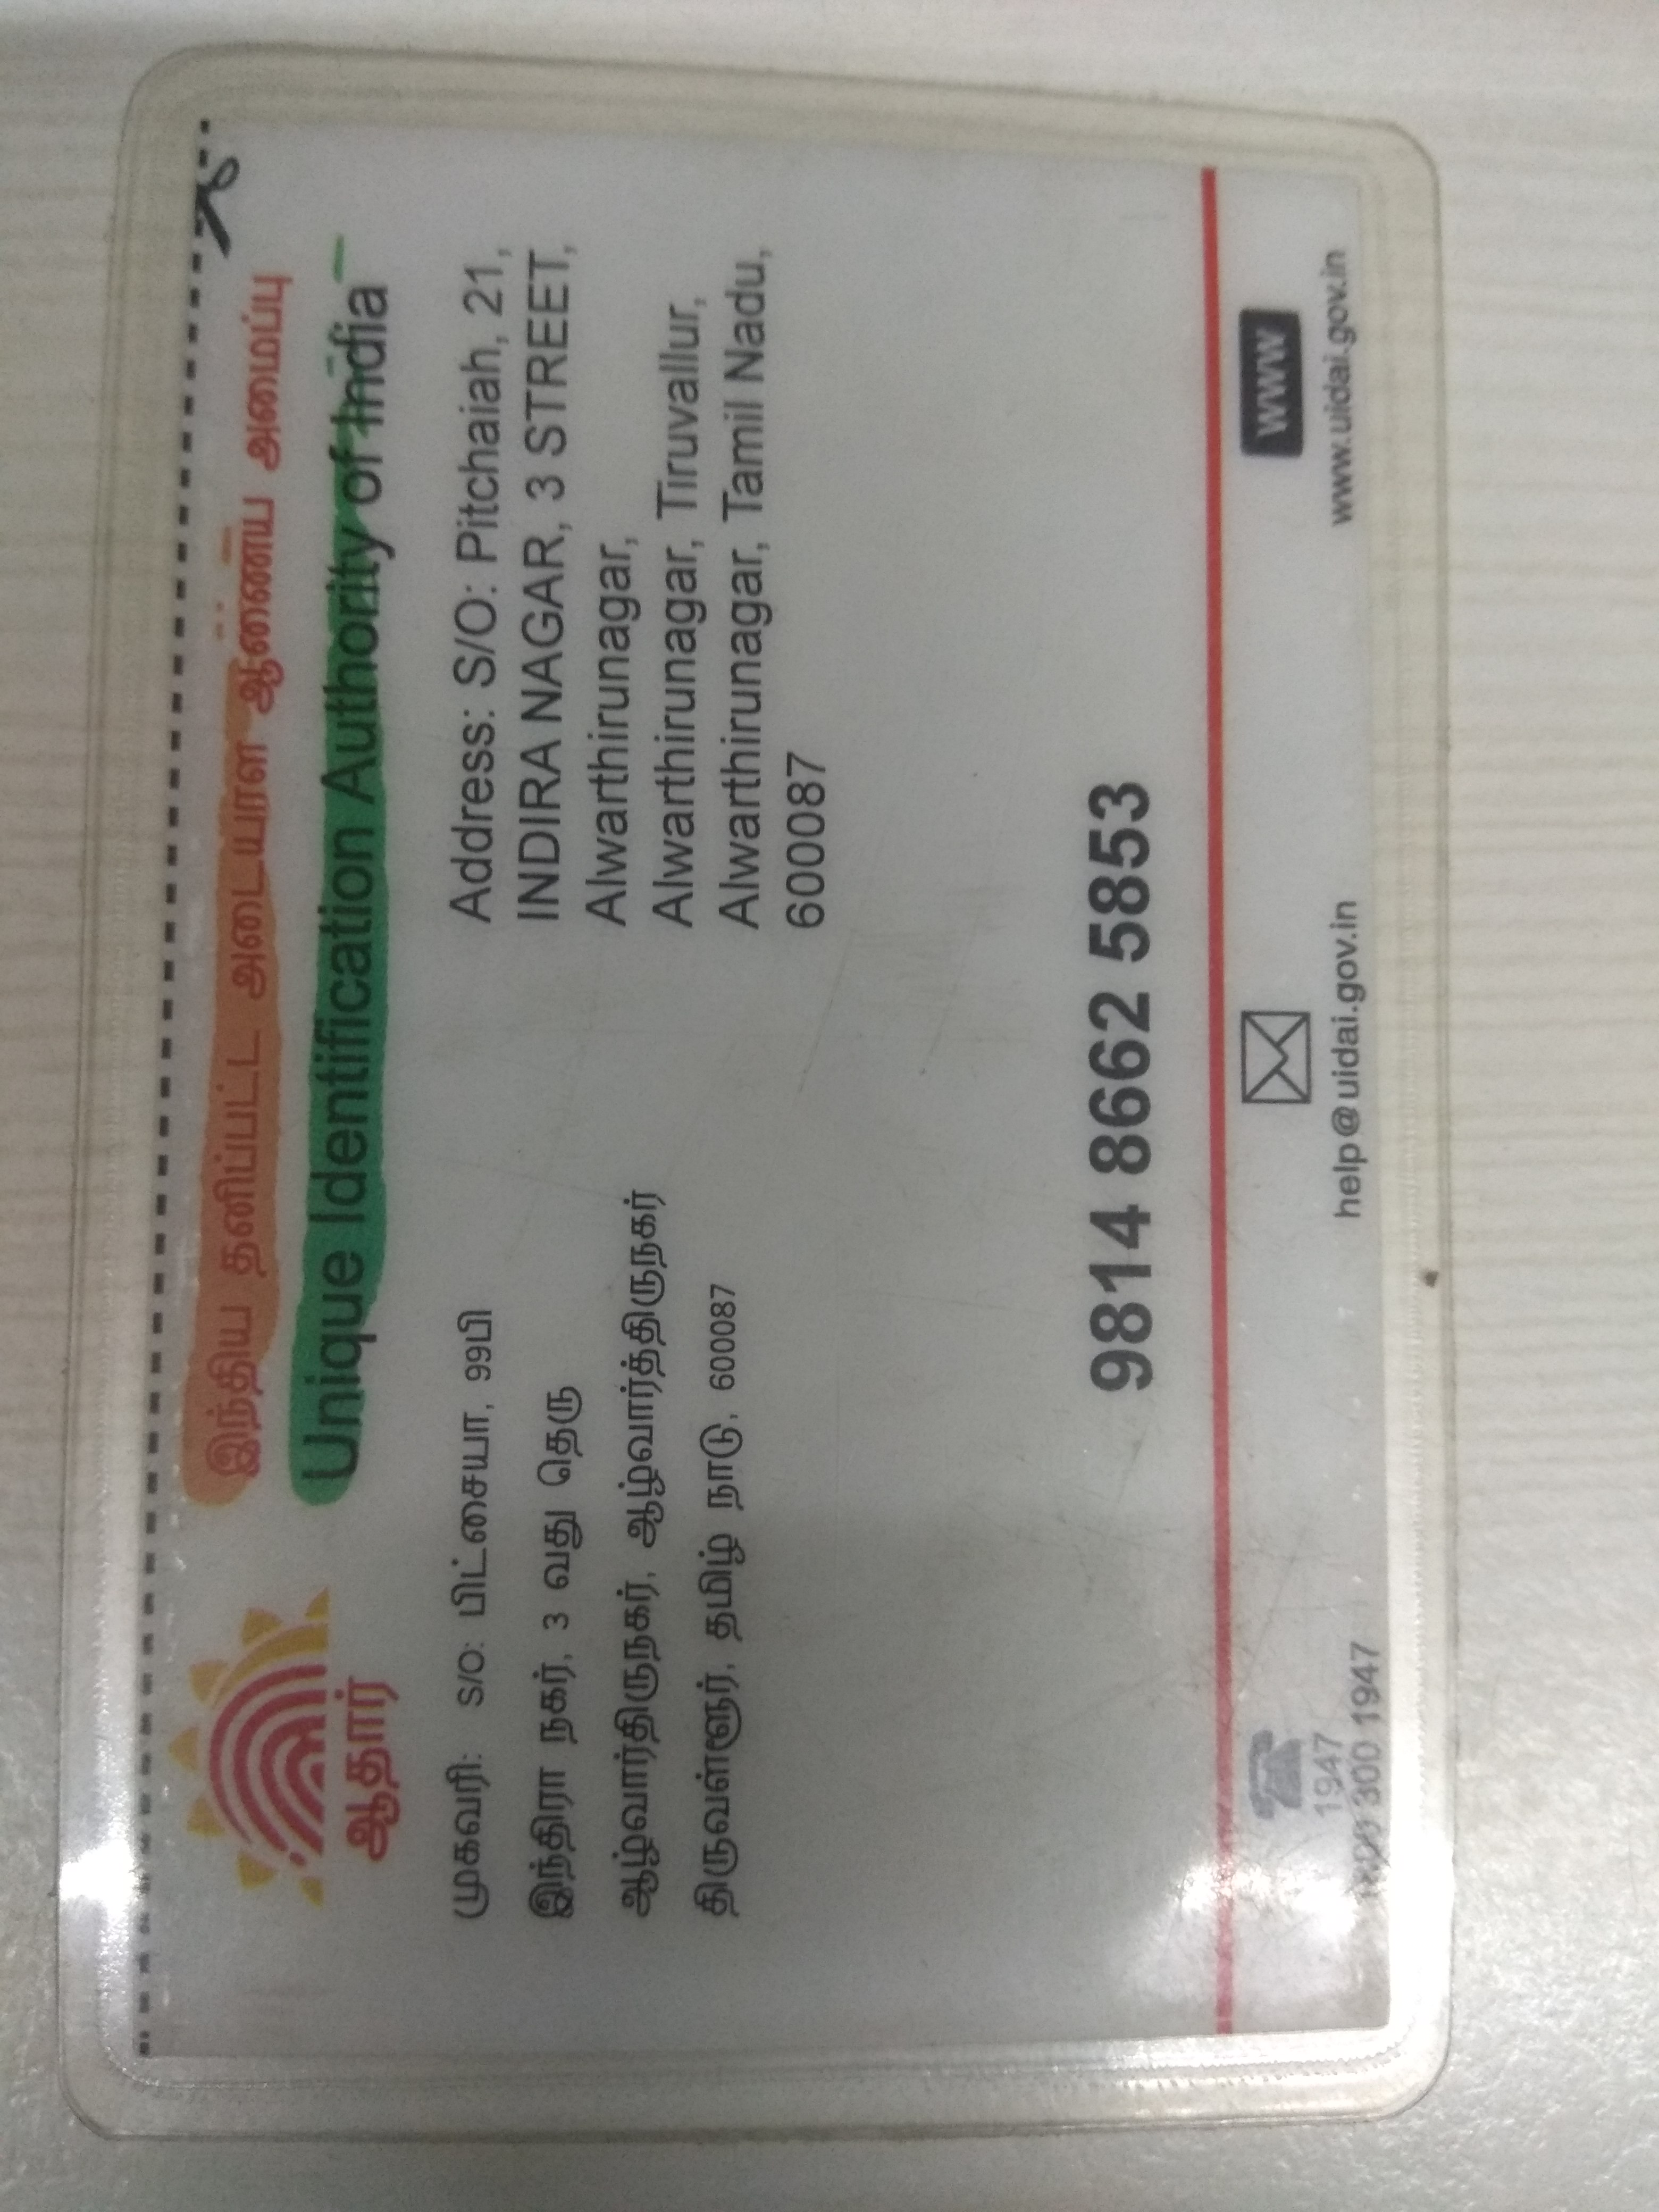 இந்திய தனிப்பட்ட அடையாள ஆணைய அமைப்பு
Unique Identification Authority of India
ஆதார்
முகவரி: S/O: பிட்சையா, 99பி
இந்திரா நகர், 3 வது தெரு
ஆழ்வார்திருநகர், ஆழ்வார்த்திருநகர்
திருவள்ளூர், தமிழ் நாடு, 600087
Address: S/O: Pitchaiah, 21,
INDIRA NAGAR, 3 STREET,
Alwarthirunagar,
Alwarthirunagar, Tiruvallur,
Alwarthirunagar, Tamil Nadu,
600087
9814 8662 5853
1947
300 1947
help@uidai.gov.in
www
www.uidai.gov.in